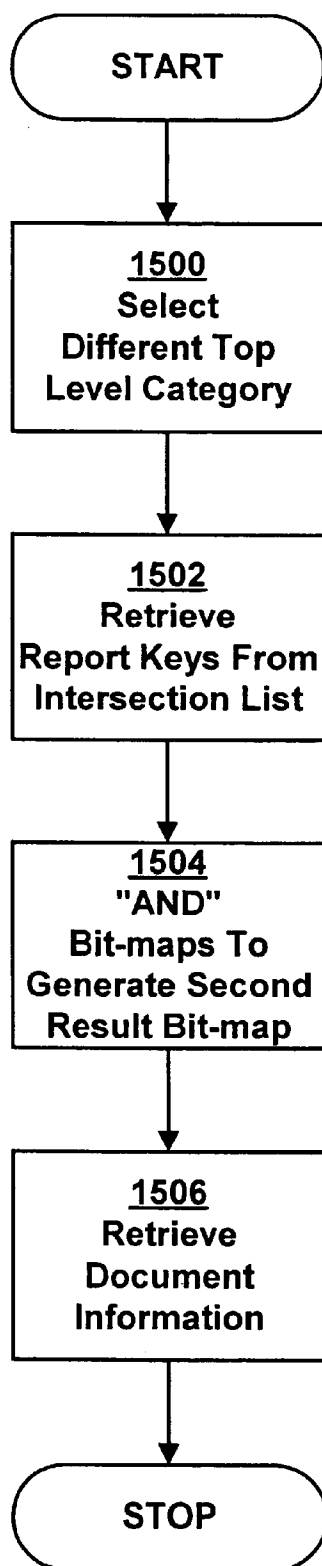 START
1500
Select
Different Top
Level Category
1502
Retrieve
Report Keys From
Intersection List
1504
"AND"
Bit-maps To
Generate Second
Result Bit-map
1506
Retrieve
Document
Information
STOP